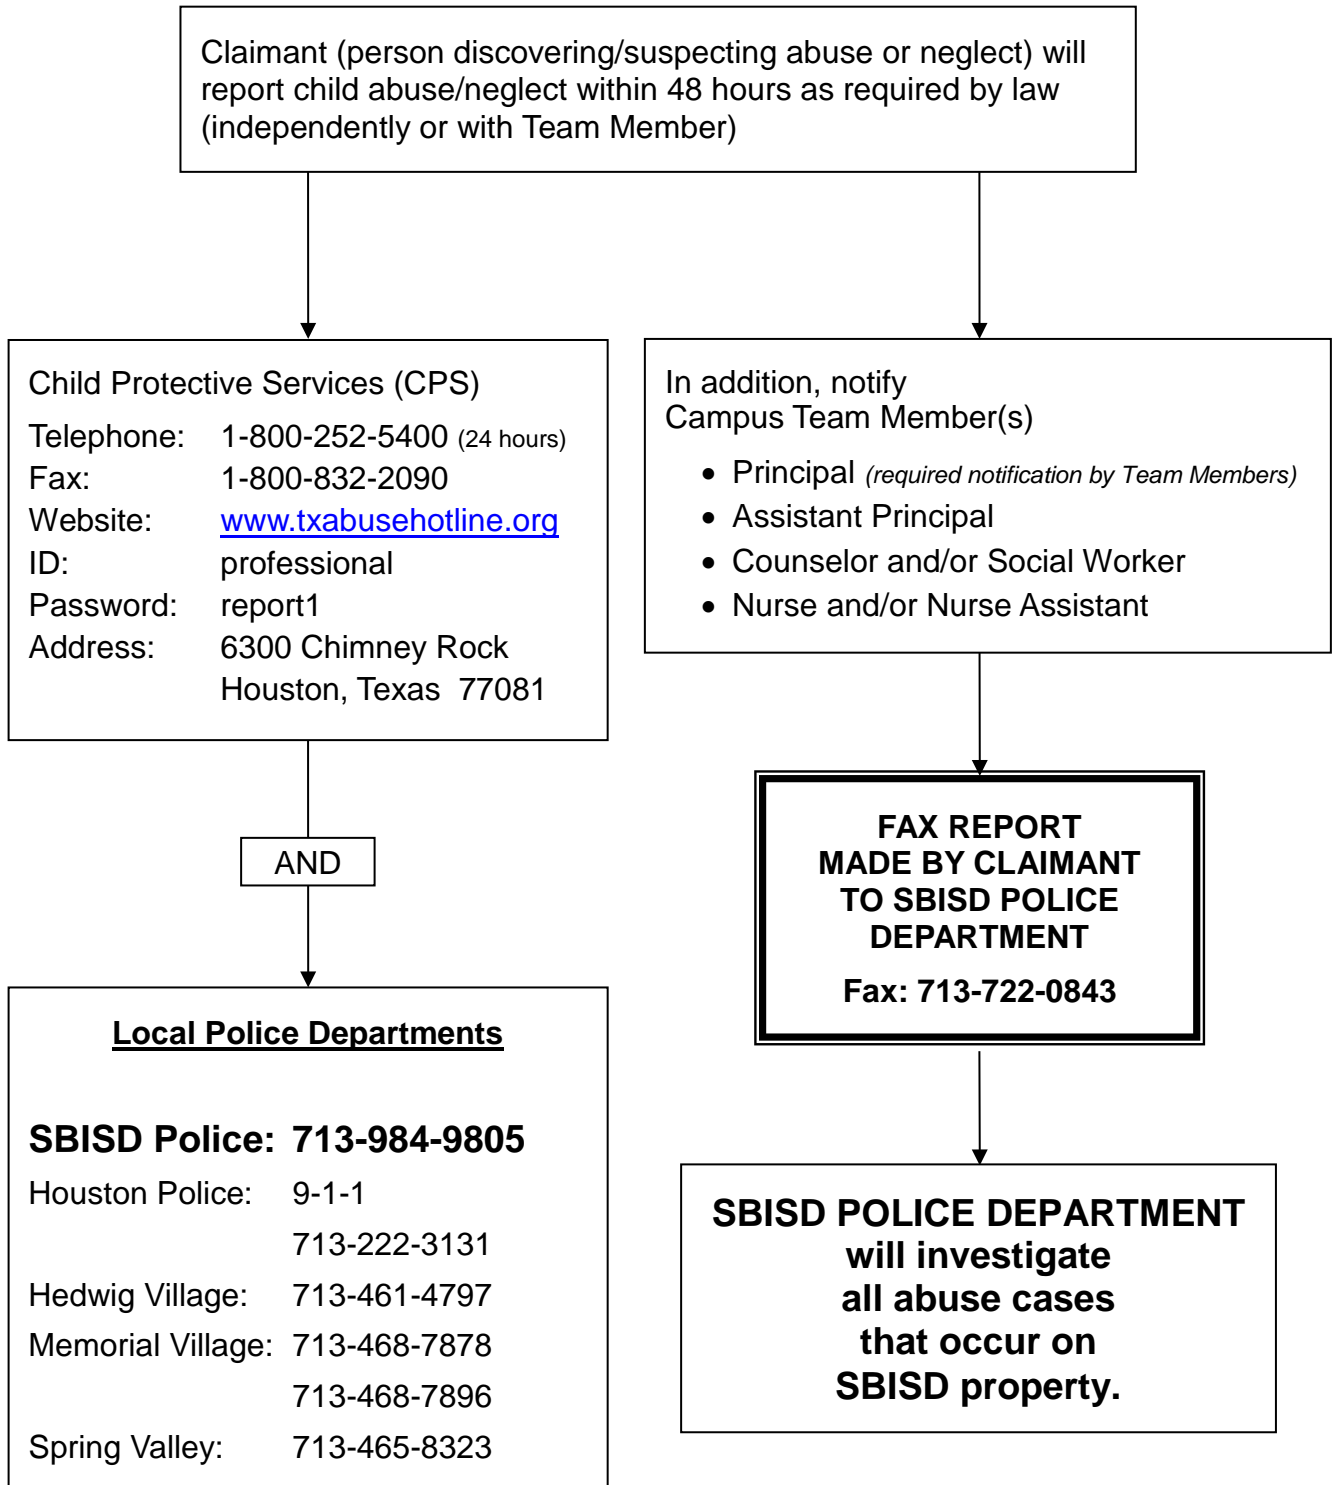 Claimant (person discovering/suspecting abuse or neglect) will
report child abuse/neglect within 48 hours as required by law
(independently or with Team Member)
Child Protective Services (CPS)
Telephone: 1-800-252-5400 (24 hours)
Fax: 1-800-832-2090
Website: www.txabusehotline.org
ID: professional
Password: report1
Address: 6300 Chimney Rock
Houston, Texas 77081
AND
Local Police Departments
SBISD Police: 713-984-9805
Houston Police: 9-1-1
713-222-3131
Hedwig Village: 713-461-4797
Memorial Village: 713-468-7878
713-468-7896
Spring Valley: 713-465-8323
In addition, notify
Campus Team Member(s)
• Principal (required notification by Team Members)
• Assistant Principal
• Counselor and/or Social Worker
• Nurse and/or Nurse Assistant
FAX REPORT
MADE BY CLAIMANT
TO SBISD POLICE
DEPARTMENT
Fax: 713-722-0843
SBISD POLICE DEPARTMENT
will investigate
all abuse cases
that occur on
SBISD property.